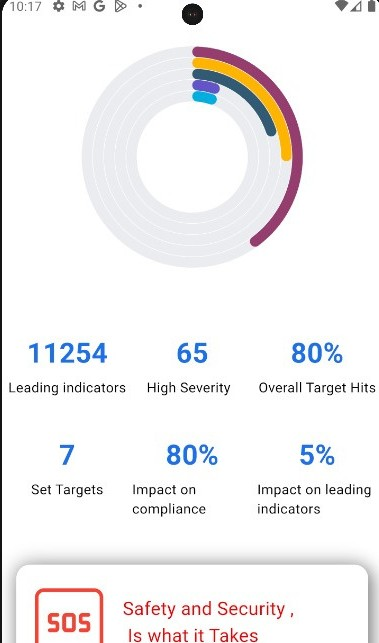 10:17
11254 65 80%
Leading indicators High Severity Overall Target Hits
7 80% 5%
Set Targets Impact on Impact on leading
compliance indicators
SOS Safety and Security ,
Is what it Takes